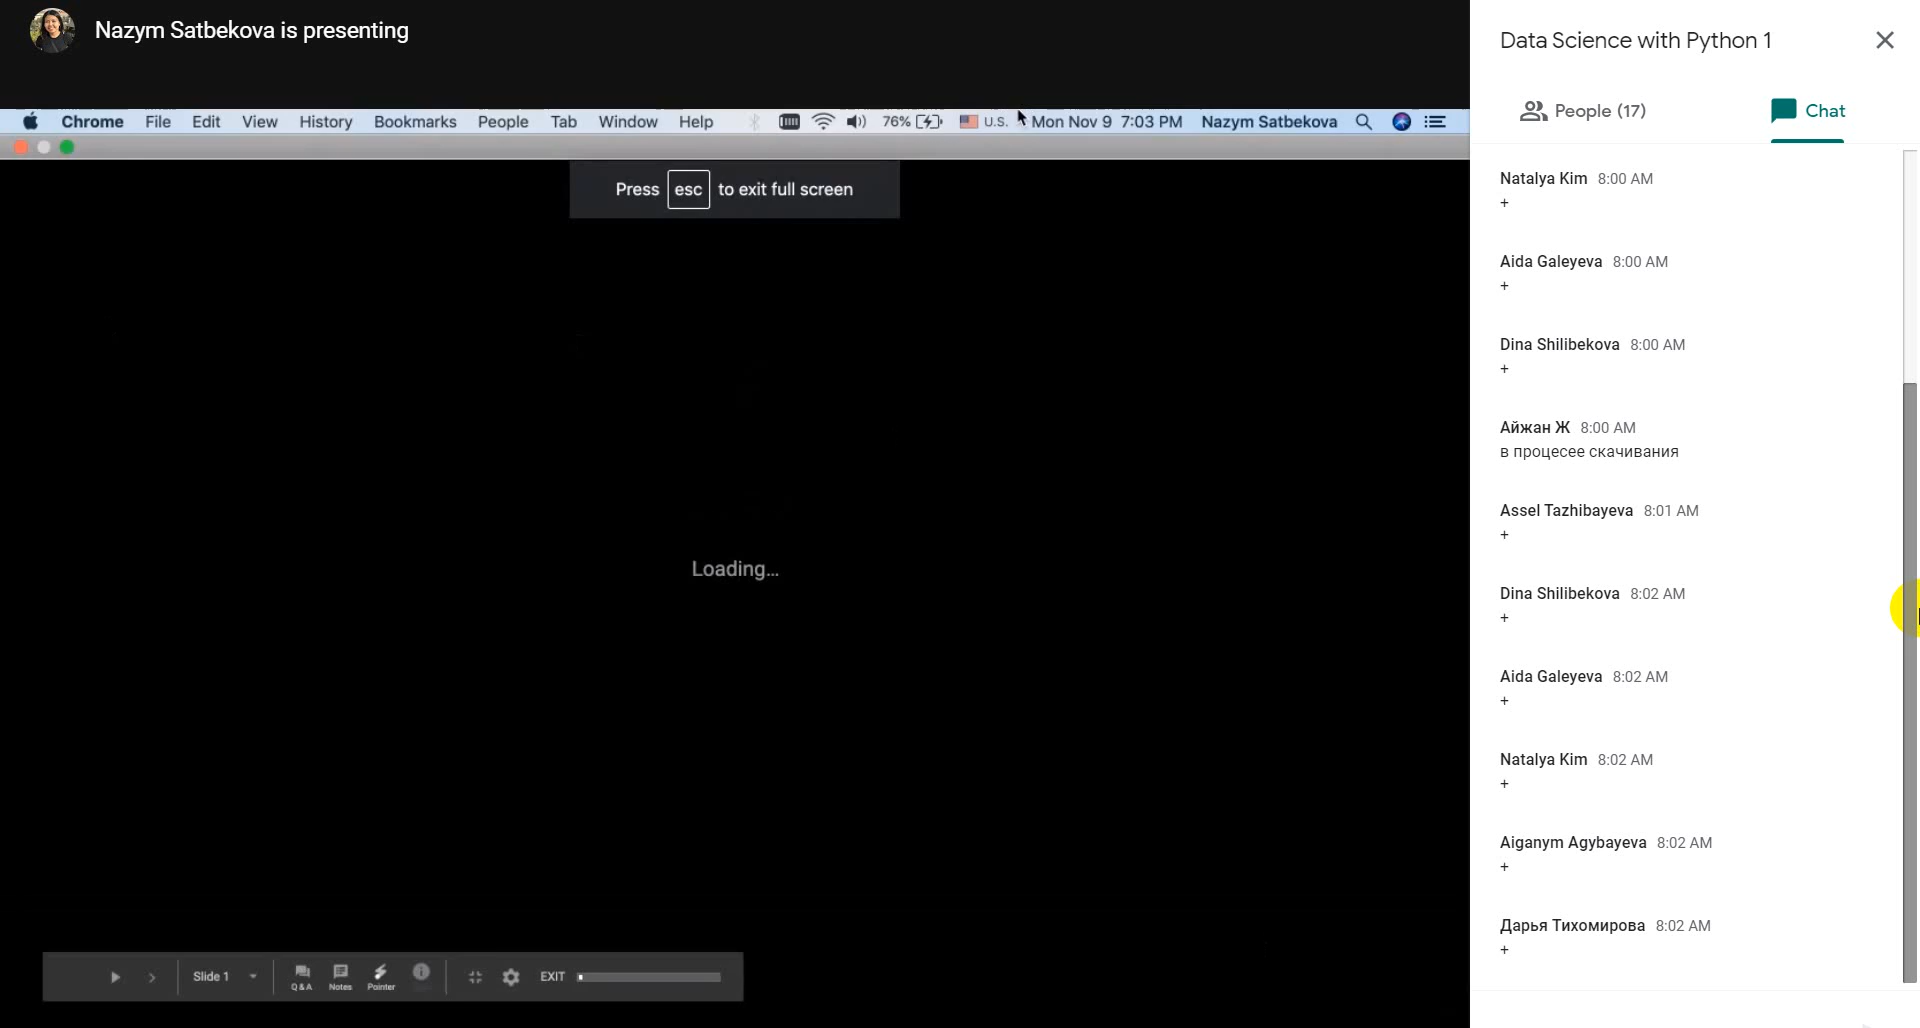 Nazym Satbekova is presenting
Chrome File Edit View History Bookmarks People Tab Window Help 76% U.S. Mon Nov 9 7:03 PM Nazym Satbekova
Press esc to exit full screen
Loading...
Slide 1 Q&A Notes Pointer EXIT
Data Science with Python 1
People (17) Chat
Natalya Kim 8:00 AM
+
Aida Galeyeva 8:00 AM
+
Dina Shilibekova 8:00 AM
+
Айжан Ж 8:00 AM
в процесее скачивания
Assel Tazhibayeva 8:01 AM
+
Dina Shilibekova 8:02 AM
+
Aida Galeyeva 8:02 AM
+
Natalya Kim 8:02 AM
+
Aiganym Agybayeva 8:02 AM
+
Дарья Тихомирова 8:02 AM
+